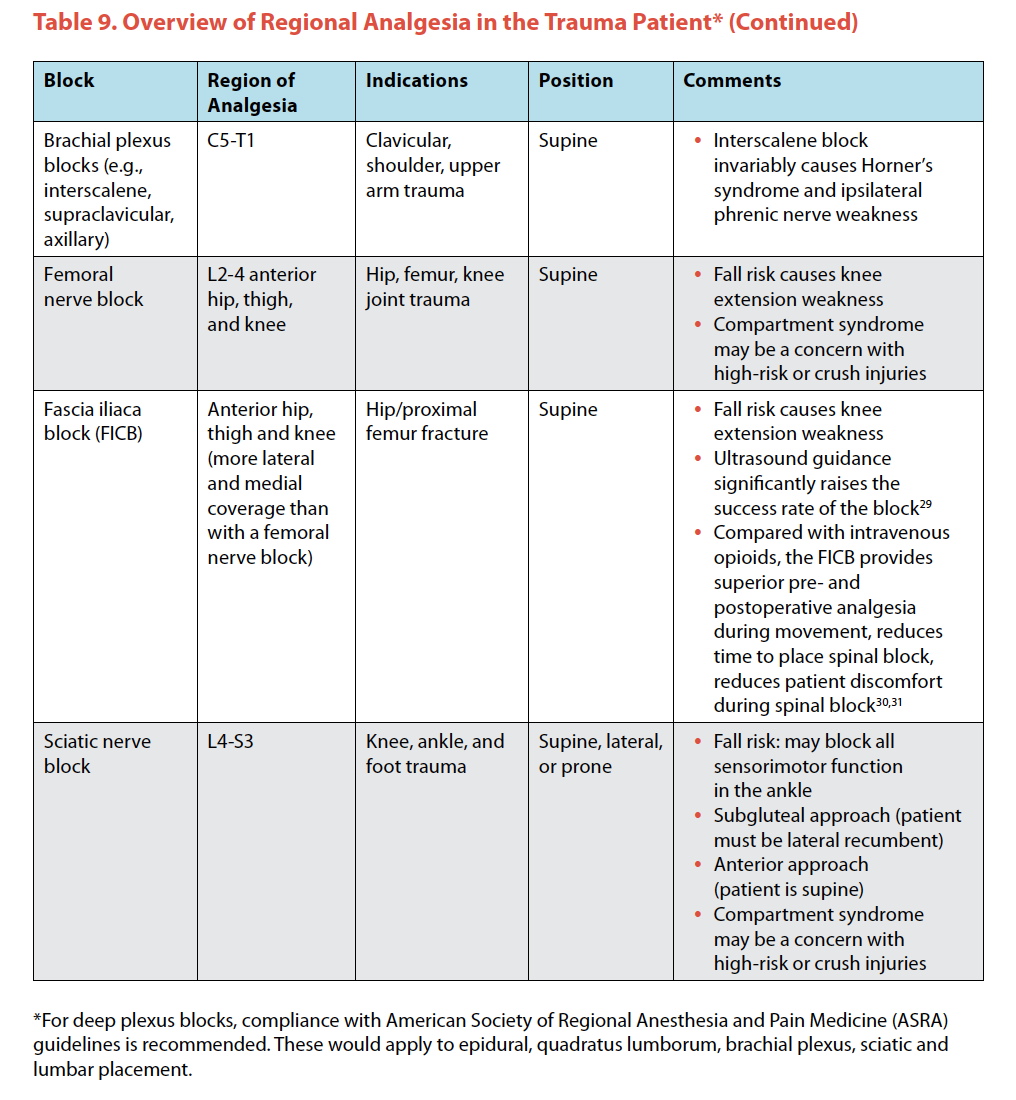 Table 9. Overview of Regional Analgesia in the Trauma Patient* (Continued)
Block
Region of
Analgesia
Indications
Position
Comments
Brachial plexus
blocks (e.g.,
interscalene,
supraclavicular,
axillary)
C5-T1
Clavicular,
shoulder, upper
arm trauma
Supine
• Interscalene block
invariably causes Horner's
syndrome and ipsilateral
phrenic nerve weakness
Femoral
nerve block
L2-4 anterior
hip, thigh,
and knee
Hip, femur, knee
joint trauma
Supine
• Fall risk causes knee
extension weakness
• Compartment syndrome
may be a concern with
high-risk or crush injuries
Fascia iliaca
block (FICB)
Anterior hip,
thigh and knee
(more lateral
and medial
coverage than
with a femoral
nerve block)
Hip/proximal
femur fracture
Supine
• Fall risk causes knee
extension weakness
• Ultrasound guidance
significantly raises the
success rate of the block²⁹
• Compared with intravenous
opioids, the FICB provides
superior pre- and
postoperative analgesia
during movement, reduces
time to place spinal block,
reduces patient discomfort
during spinal block³⁰,³¹
Sciatic nerve
block
L4-S3
Knee, ankle, and
foot trauma
Supine, lateral,
or prone
• Fall risk: may block all
sensorimotor function
in the ankle
• Subgluteal approach (patient
must be lateral recumbent)
• Anterior approach
(patient is supine)
• Compartment syndrome
may be a concern with
high-risk or crush injuries
*For deep plexus blocks, compliance with American Society of Regional Anesthesia and Pain Medicine (ASRA)
guidelines is recommended. These would apply to epidural, quadratus lumborum, brachial plexus, sciatic and
lumbar placement.